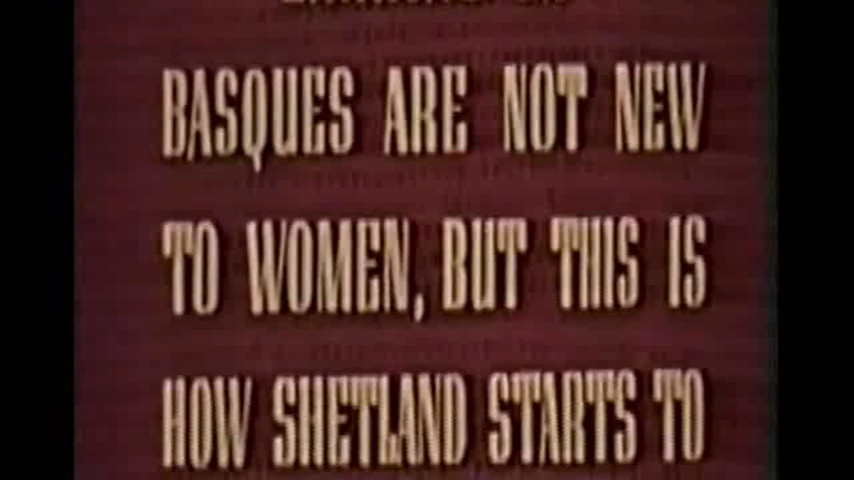 BASQUES ARE NOT NEW
TO WOMEN, BUT THIS IS
HOW SHETLAND STARTS TO